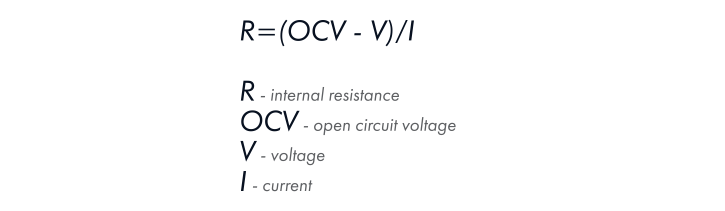 R=(OCV - V)/I
R - internal resistance
OCV - open circuit voltage
V - voltage
I - current